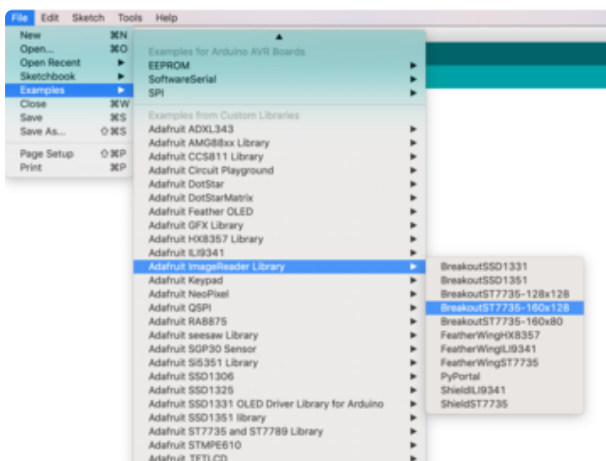 File Edit Sketch Tools Help
New ⌘N
Open... ⌘O
Open Recent
Sketchbook
Examples
Close ⌘W
Save ⌘S
Save As... ⇧⌘S
Page Setup ⇧⌘P
Print ⌘P
Examples for Arduino AVR Boards
EEPROM
SoftwareSerial
SPI
Examples from Custom Libraries
Adafruit ADXL343
Adafruit AMG88xx Library
Adafruit CCS811 Library
Adafruit Circuit Playground
Adafruit DotStar
Adafruit DotStarMatrix
Adafruit Feather OLED
Adafruit GFX Library
Adafruit HX8357 Library
Adafruit ILI9341
Adafruit ImageReader Library
Adafruit Keypad
Adafruit NeoPixel
Adafruit QSPI
Adafruit RA8875
Adafruit seesaw Library
Adafruit SGP30 Sensor
Adafruit Si5351 Library
Adafruit SSD1306
Adafruit SSD1325
Adafruit SSD1331 OLED Driver Library for Arduino
Adafruit SSD1351 library
Adafruit ST7735 and ST7789 Library
Adafruit STMPE610
Adafruit TFTLCD
BreakoutSSD1331
BreakoutSSD1351
BreakoutST7735-128x128
BreakoutST7735-160x128
BreakoutST7735-160x80
FeatherWingHX8357
FeatherWingILI9341
FeatherWingST7735
PyPortal
ShieldILI9341
ShieldST7735